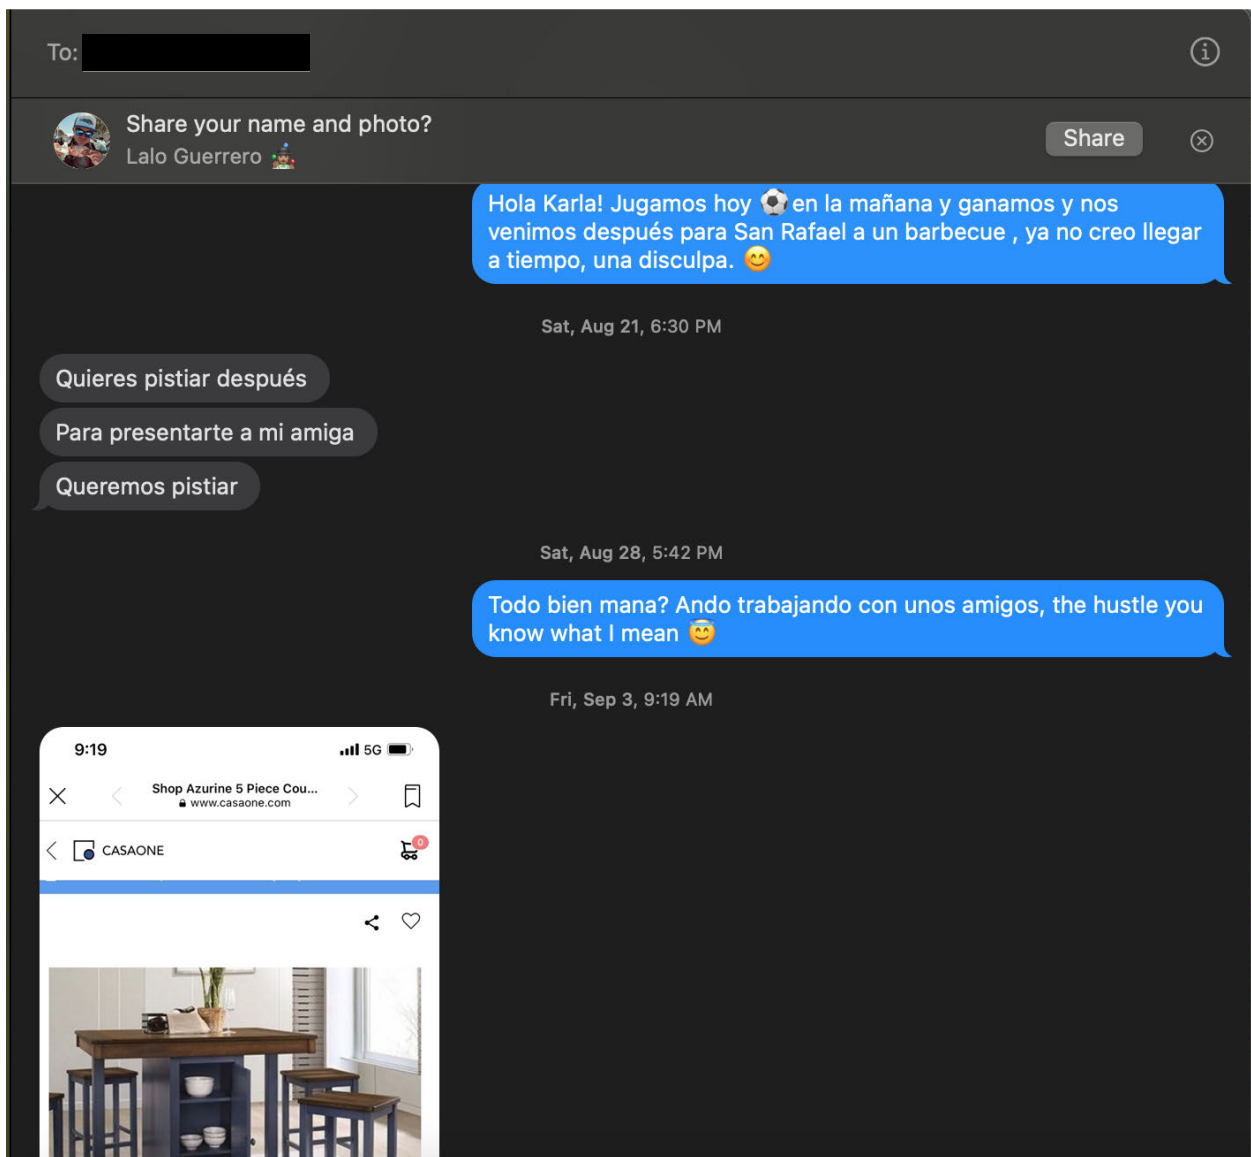 To:
Share your name and photo?
Lalo Guerrero
Share
Hola Karla! Jugamos hoy ⚽ en la mañana y ganamos y nos
venimos después para San Rafael a un barbecue , ya no creo llegar
a tiempo, una disculpa. 😊
Sat, Aug 21, 6:30 PM
Quieres pistiar después
Para presentarte a mi amiga
Queremos pistiar
Sat, Aug 28, 5:42 PM
Todo bien mana? Ando trabajando con unos amigos, the hustle you
know what I mean 😇
Fri, Sep 3, 9:19 AM
9:19
5G
Shop Azurine 5 Piece Cou...
www.casaone.com
CASAONE
0